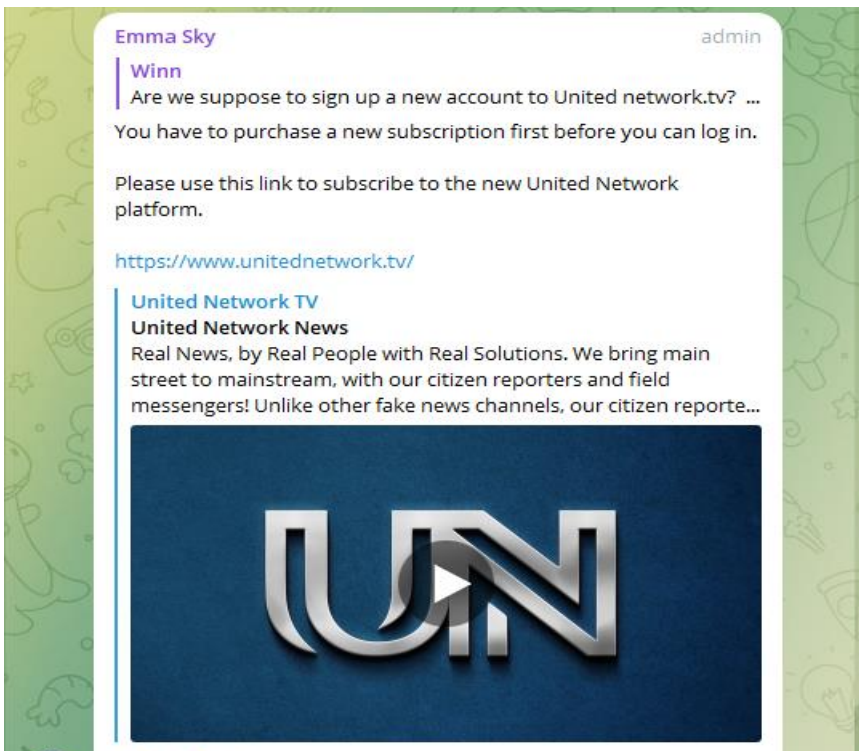 Emma Sky admin
Winn
Are we suppose to sign up a new account to United network.tv? ...
You have to purchase a new subscription first before you can log in.
Please use this link to subscribe to the new United Network
platform.
https://www.unitednetwork.tv/
United Network TV
United Network News
Real News, by Real People with Real Solutions. We bring main
street to mainstream, with our citizen reporters and field
messengers! Unlike other fake news channels, our citizen reporte...
UN